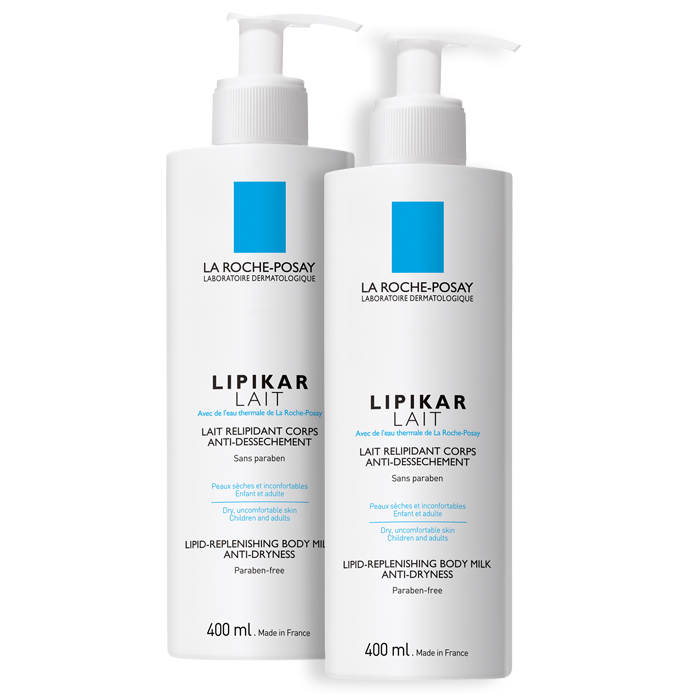 LA ROCHE-POSAY
LABORATOIRE DERMATOLOGIQUE
LIPIKAR
LAIT
Avec de l'eau thermale de La Roche-Posay
LAIT RELIPIDANT CORPS
ANTI-DESSECHEMENT
Sans paraben
Peaux sèches et inconfortables
Enfant et adulte
Dry, uncomfortable skin
Children and adults
LIPID-REPLENISHING BODY MIL
ANTI-DRYNESS
Paraben-free
400 ml. Made in France
LA ROCHE-POSAY
LABORATOIRE DERMATOLOGIQUE
LIPIKAR
LAIT
Avec de l'eau thermale de La Roche-Posay
LAIT RELIPIDANT CORPS
ANTI-DESSECHEMENT
Sans paraben
Peaux sèches et inconfortables
Enfant et adulte
Dry, uncomfortable skin
Children and adults
LIPID-REPLENISHING BODY MILK
ANTI-DRYNESS
Paraben-free
400 ml. Made in France